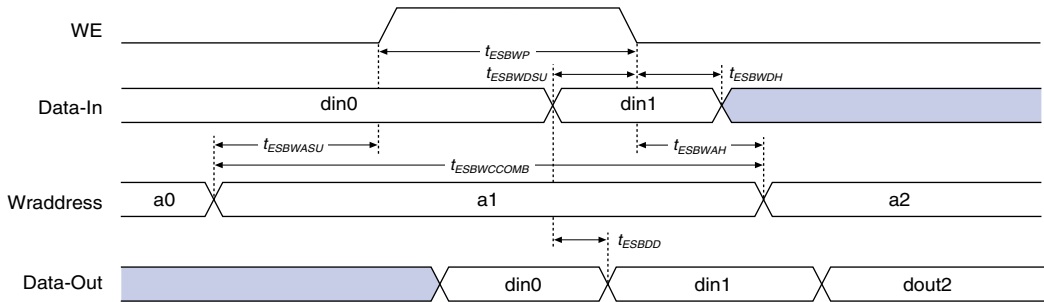 WE
tESBWP
tESBWDSU
tESBWDH
Data-In
din0
din1
tESBWASU
tESBWAH
tESBWCCOMB
Wraddress
a0
a1
a2
tESBDD
Data-Out
din0
din1
dout2